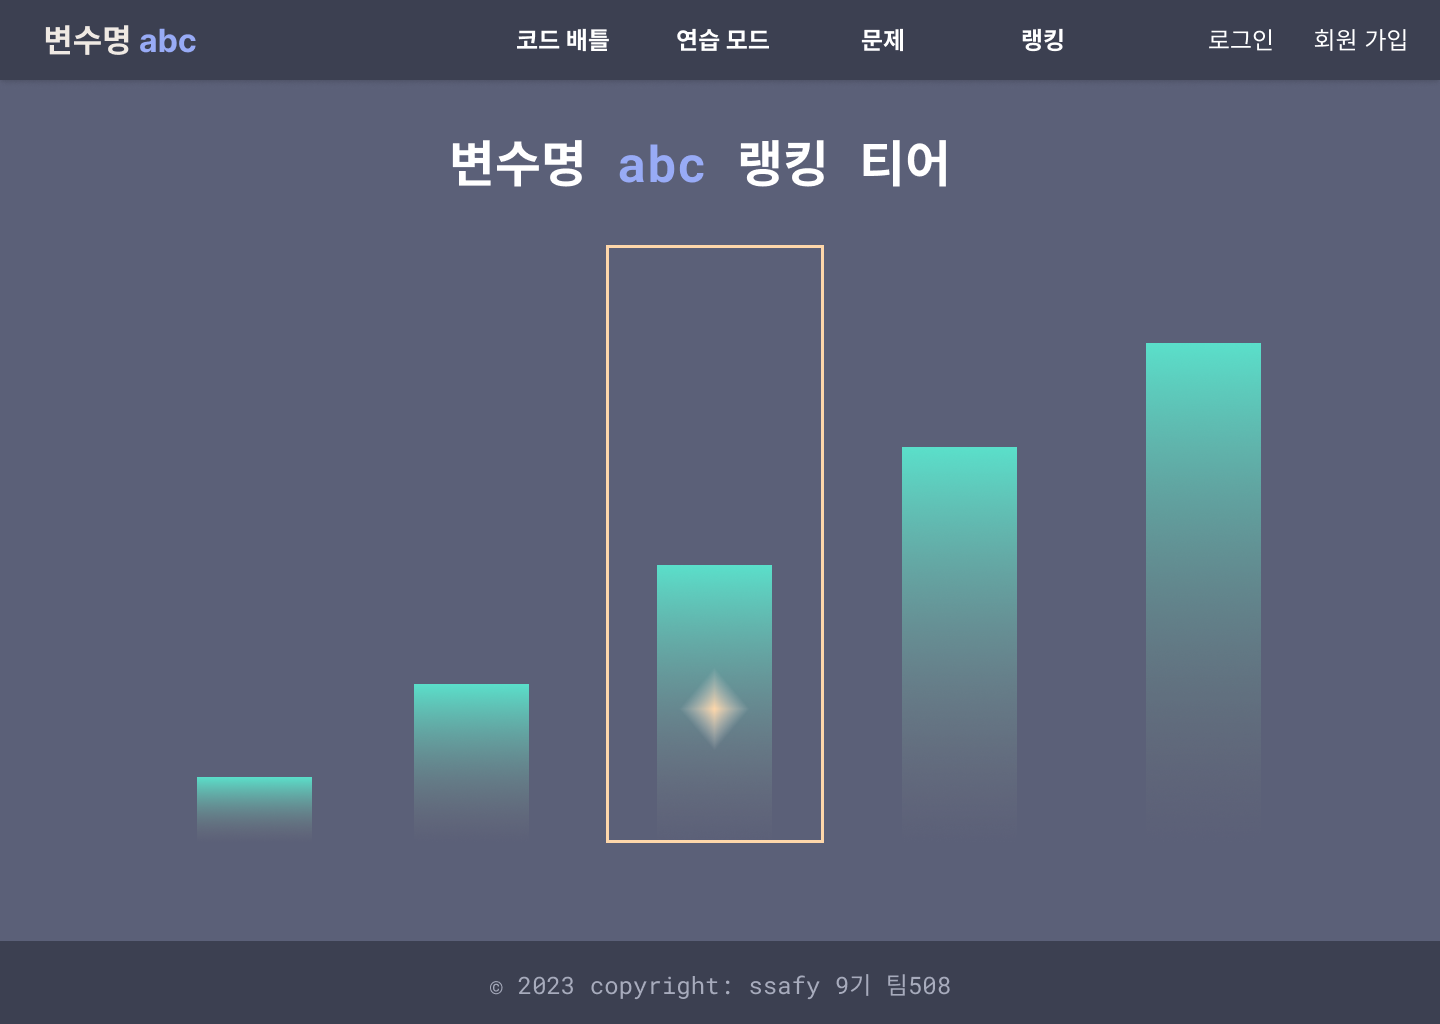 변수명 abc 코드 배틀 연습 모드 문제 랭킹 로그인 회원 가입
변수명 abc 랭킹 티어
© 2023 copyright: ssafy 9기 팀508